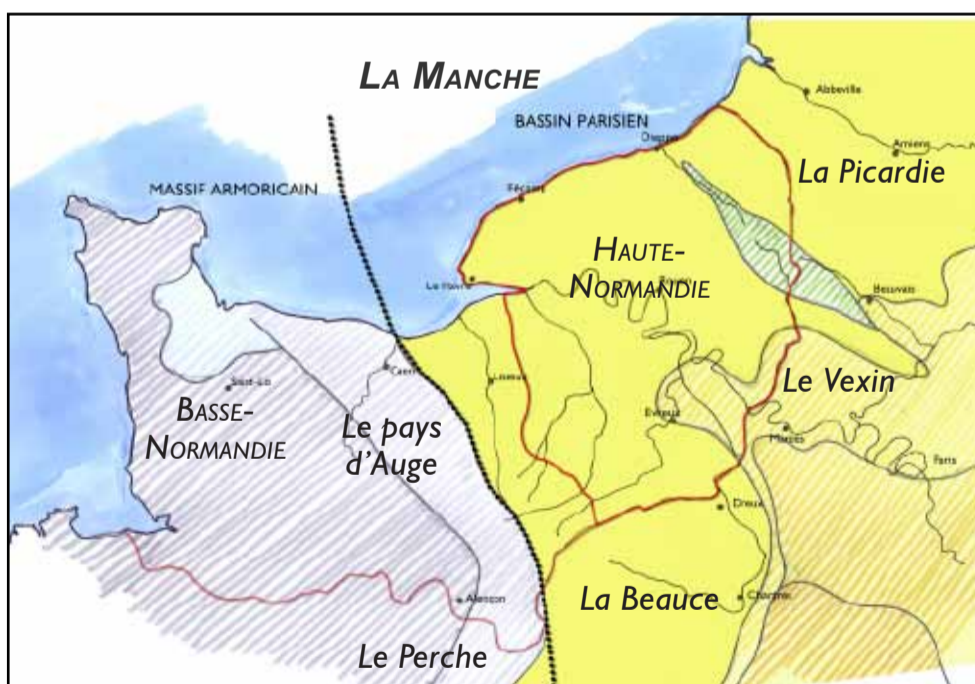 LA MANCHE
Abbeville
BASSIN PARISIEN
Dieppe
Amiens
La Picardie
MASSIF ARMORICAIN
Fécamp
HAUTE-
NORMANDIE
Le Havre
Rouen
Beauvais
Caen
Lisieux
Saint-Lô
Le Vexin
BASSE-
NORMANDIE
Le pays
d'Auge
Evreux
Mantes
Paris
Dreux
La Beauce
Chartres
Alençon
Le Perche